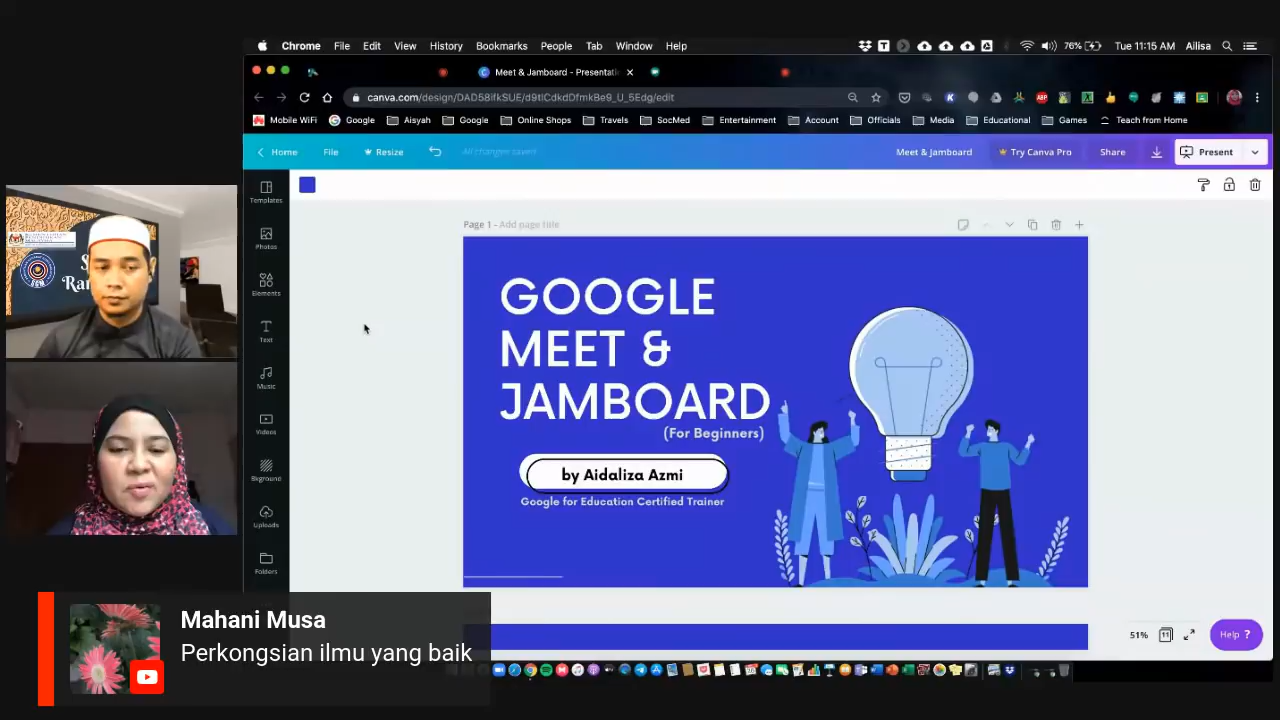 Chrome File Edit View History Bookmarks People Tab Window Help
76% Tue 11:15 AM Ailisa
Meet & Jamboard - Presentati
canva.com/design/DAD58ifkSUE/d9tlCdkdDfmkBe9_U_5Edg/edit
Mobile WiFi Google Aisyah Google Online Shops Travels SocMed Entertainment Account Officials Media Educational Games Teach from Home
Home File Resize All changes saved Meet & Jamboard Try Canva Pro Share Present
Templates
Photos
Elements
Text
Music
Videos
Bkground
Uploads
Folders
Page 1 - Add page title
GOOGLE
MEET &
JAMBOARD
(For Beginners)
by Aidaliza Azmi
Google for Education Certified Trainer
51% 11 Help ?
Mahani Musa
Perkongsian ilmu yang baik